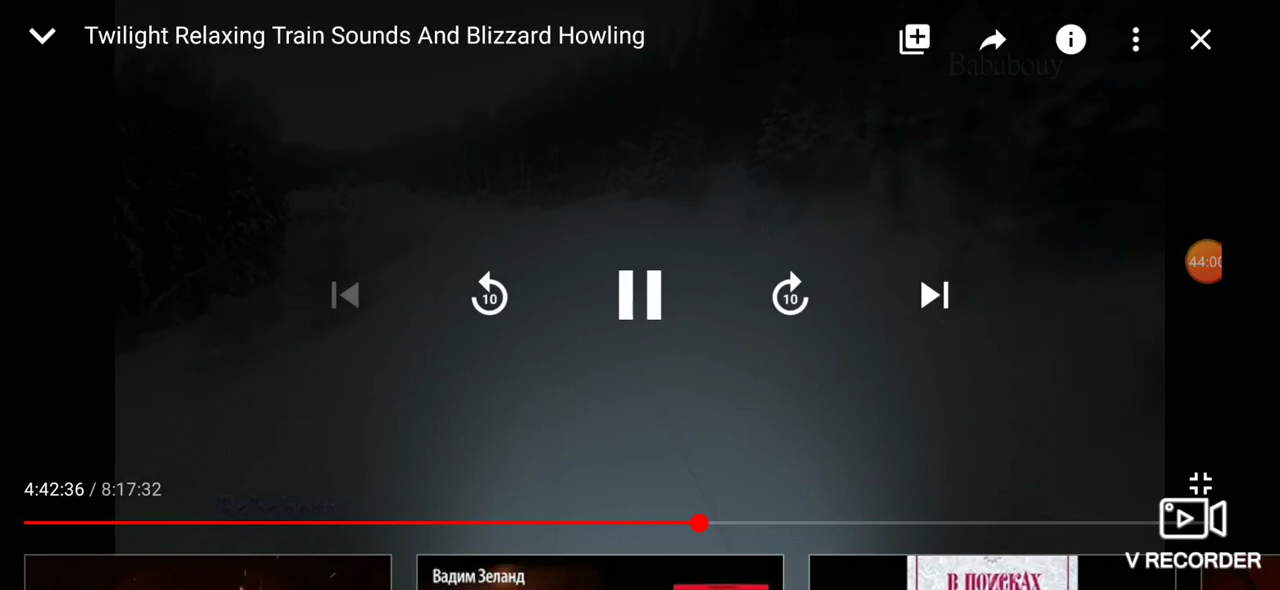 Twilight Relaxing Train Sounds And Blizzard Howling
Bababouy
44:00
10
10
4:42:36 / 8:17:32
V RECORDER
Вадим Зеланд
В ПОИСКАХ